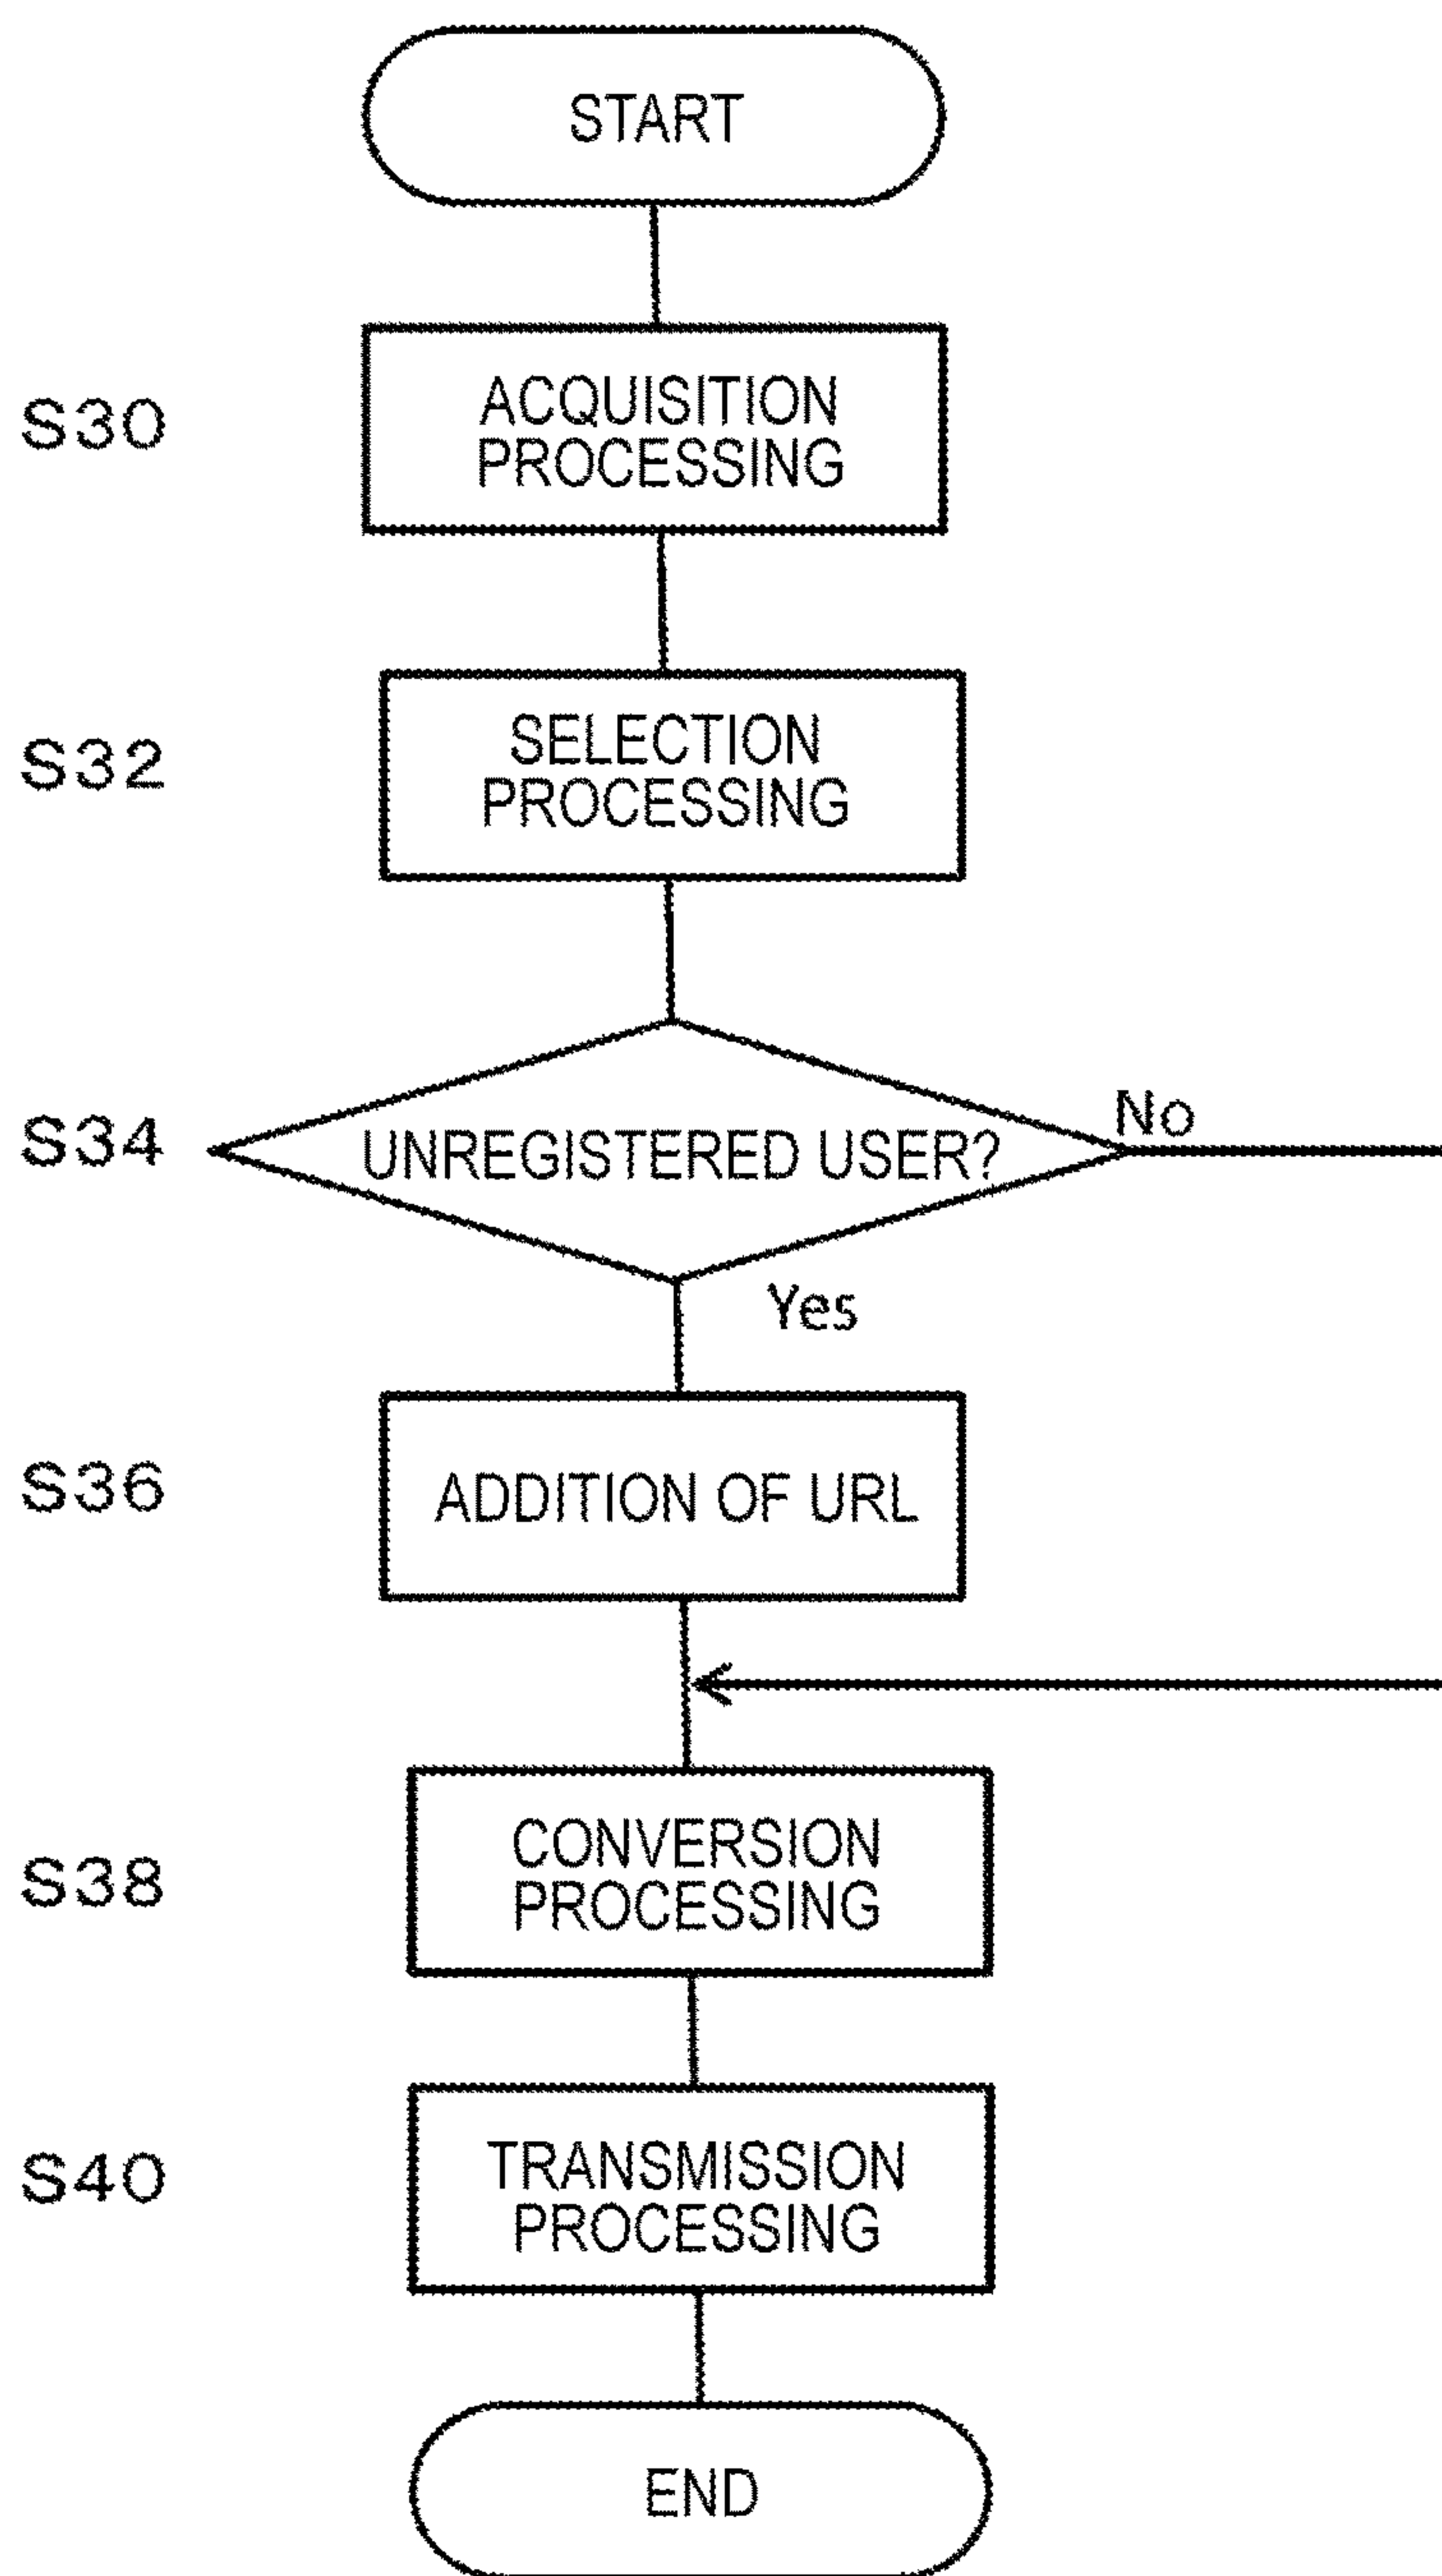 START
S30
ACQUISITION
PROCESSING
S32
SELECTION
PROCESSING
S34
UNREGISTERED USER?
No
Yes
S36
ADDITION OF URL
S38
CONVERSION
PROCESSING
S40
TRANSMISSION
PROCESSING
END